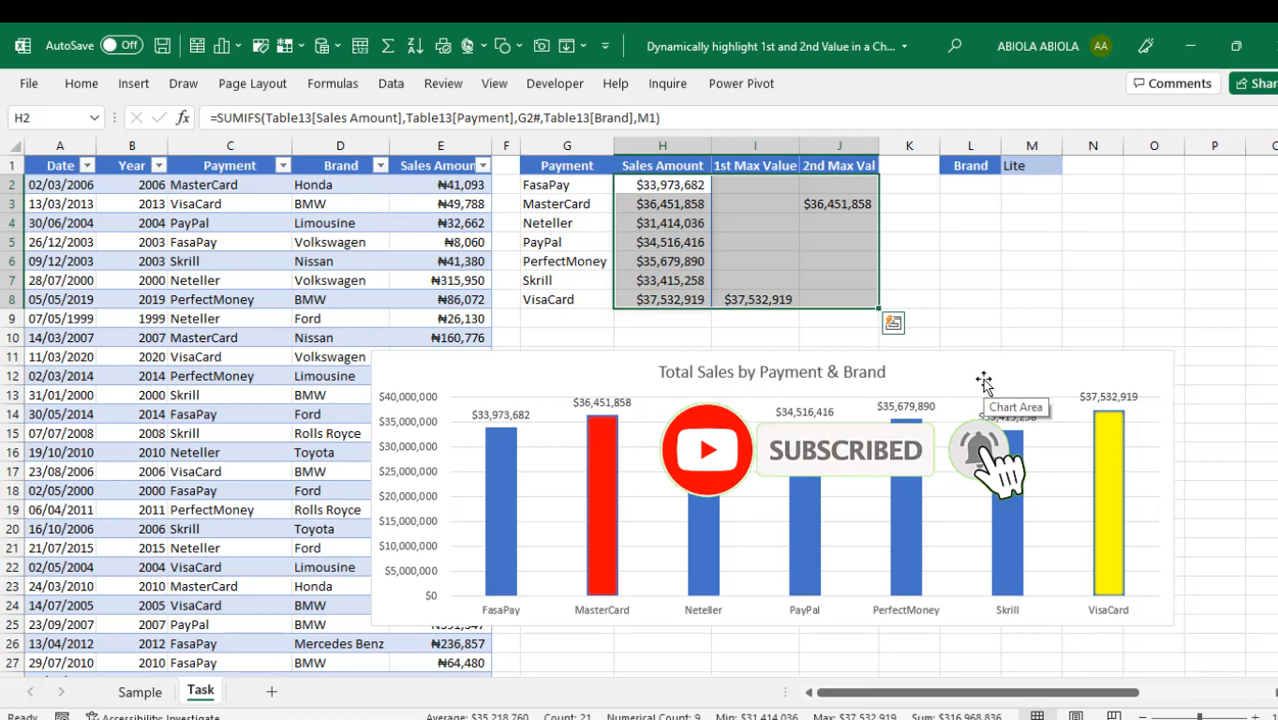 AutoSave Off
Dynamically highlight 1st and 2nd Value in a Ch...
ABIOLA ABIOLA AA
File Home Insert Draw Page Layout Formulas Data Review View Developer Help Inquire Power Pivot
Comments
H2 fx =SUMIFS(Table13[Sales Amount],Table13[Payment],G2#,Table13[Brand],M1)
A B C D E F G H I J K L M N O P Q
1 Date Year Payment Brand Sales Amoun Payment Sales Amount 1st Max Value 2nd Max Val Brand Lite
2 02/03/2006 2006 MasterCard Honda ₦41,093 FasaPay $33,973,682
3 13/03/2013 2013 VisaCard BMW ₦49,788 MasterCard $36,451,858 $36,451,858
4 30/06/2004 2004 PayPal Limousine ₦32,662 Neteller $31,414,036
5 26/12/2003 2003 FasaPay Volkswagen ₦8,060 PayPal $34,516,416
6 09/12/2003 2003 Skrill Nissan ₦41,380 PerfectMoney $35,679,890
7 28/07/2000 2000 Neteller Volkswagen ₦315,950 Skrill $33,415,258
8 05/05/2019 2019 PerfectMoney BMW ₦86,072 VisaCard $37,532,919 $37,532,919
9 07/05/1999 1999 Neteller Ford ₦26,130
10 14/03/2007 2007 MasterCard Nissan ₦160,776
11 11/03/2020 2020 VisaCard Volkswagen
12 02/03/2014 2014 PerfectMoney Limousine
13 31/01/2000 2000 Skrill BMW
14 30/05/2014 2014 FasaPay Ford
15 07/07/2008 2008 Skrill Rolls Royce
16 19/10/2010 2010 Neteller Toyota
17 23/08/2006 2006 VisaCard BMW
18 02/05/2000 2000 FasaPay Ford
19 06/04/2011 2011 PerfectMoney Rolls Royce
20 16/10/2006 2006 Skrill Toyota
21 21/07/2015 2015 Neteller Ford
22 02/05/2004 2004 FasaPay Limousine
23 24/03/2010 2010 MasterCard Honda
24 14/07/2005 2005 VisaCard BMW
25 23/09/2007 2007 PayPal BMW
26 13/04/2012 2012 FasaPay Mercedes Benz ₦236,857
27 29/07/2010 2010 FasaPay BMW ₦64,480
Total Sales by Payment & Brand
Chart Area
$40,000,000
$35,000,000
$30,000,000
$25,000,000
$20,000,000
$15,000,000
$10,000,000
$5,000,000
$0
$33,973,682 $36,451,858 $34,516,416 $35,679,890 $37,532,919
SUBSCRIBED
FasaPay MasterCard Neteller PayPal PerfectMoney Skrill VisaCard
Sample Task
Accessibility: Investigate Average: $35,218,760 Count: 21 Numerical Count: 9 Min: $31,414,036 Max: $37,532,919 Sum: $316,968,836